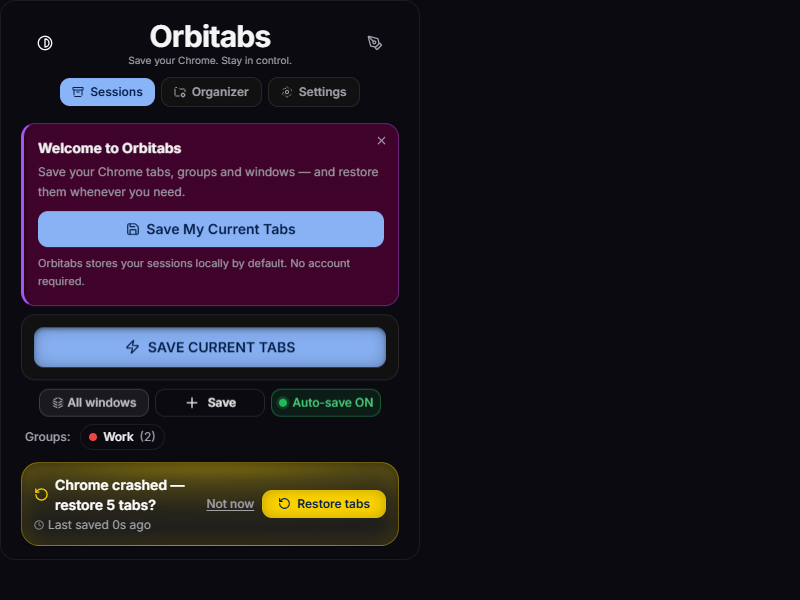 Orbitabs
Save your Chrome. Stay in control.
Sessions
Organizer
Settings
Welcome to Orbitabs
Save your Chrome tabs, groups and windows — and restore
them whenever you need.
Save My Current Tabs
Orbitabs stores your sessions locally by default. No account
required.
SAVE CURRENT TABS
All windows
Save
Auto-save ON
Groups: Work (2)
Chrome crashed —
restore 5 tabs?
Not now
Restore tabs
Last saved 0s ago